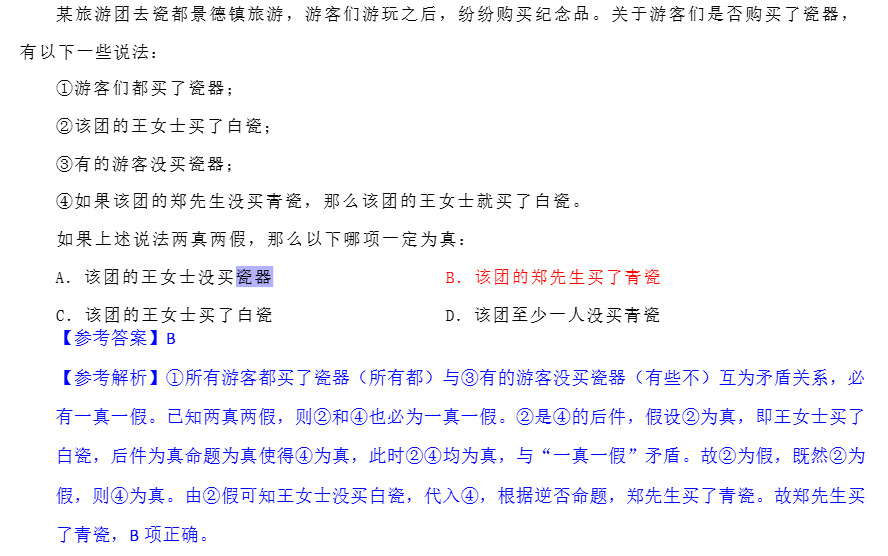 某旅游团去瓷都景德镇旅游，游客们游玩之后，纷纷购买纪念品。关于游客们是否购买了瓷器，
有以下一些说法：
①游客们都买了瓷器；
②该团的王女士买了白瓷；
③有的游客没买瓷器；
④如果该团的郑先生没买青瓷，那么该团的王女士就买了白瓷。
如果上述说法两真两假，那么以下哪项一定为真：
A. 该团的王女士没买瓷器 B. 该团的郑先生买了青瓷
C. 该团的王女士买了白瓷 D. 该团至少一人没买青瓷
【参考答案】B
【参考解析】①所有游客都买了瓷器（所有都）与③有的游客没买瓷器（有些不）互为矛盾关系，必
有一真一假。已知两真两假，则②和④也必为一真一假。②是④的后件，假设②为真，即王女士买了
白瓷，后件为真命题为真使得④为真，此时②④均为真，与“一真一假”矛盾。故②为假，既然②为
假，则④为真。由②假可知王女士没买白瓷，代入④，根据逆否命题，郑先生买了青瓷。故郑先生买
了青瓷，B 项正确。